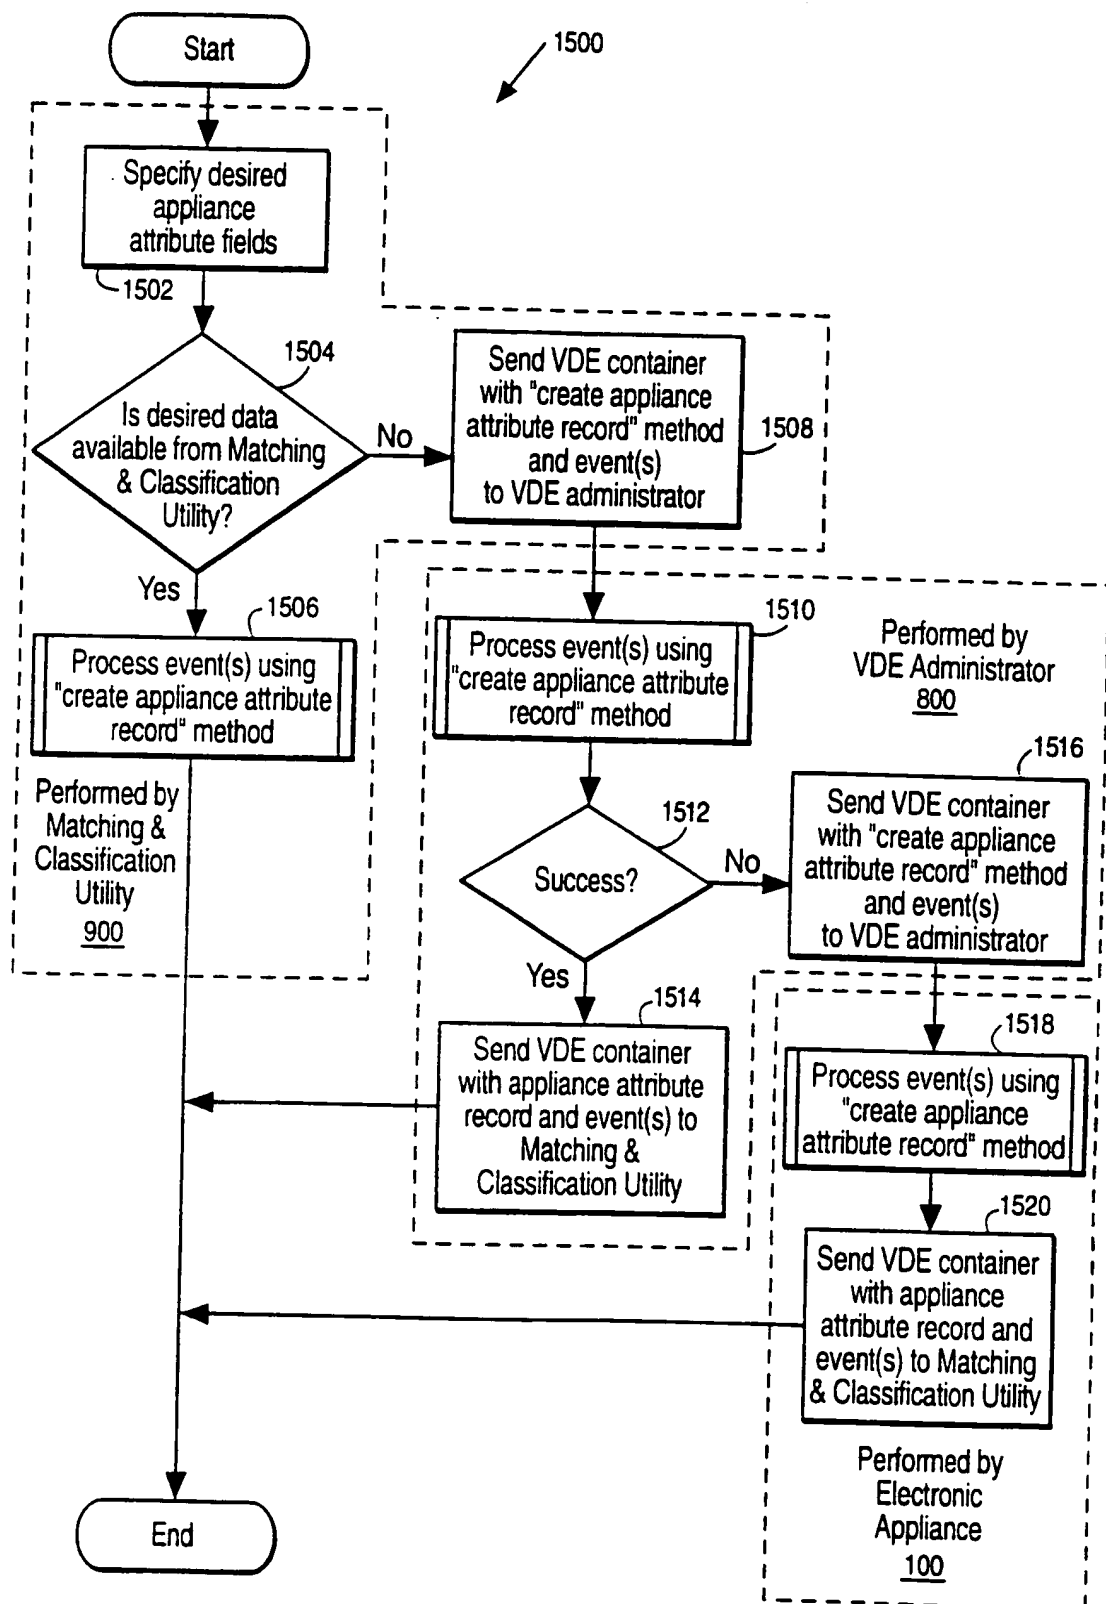 Start
1500
Specify desired
appliance
attribute fields
1502
1504
Is desired data
available from Matching
& Classification
Utility?
No
Yes
Send VDE container
with "create appliance
attribute record" method
and event(s)
to VDE administrator
1508
1506
Process event(s) using
"create appliance attribute
record" method
Performed by
Matching &
Classification
Utility
900
1510
Process event(s) using
"create appliance attribute
record" method
Performed by
VDE Administrator
800
1512
Success?
No
Yes
1516
Send VDE container
with "create appliance
attribute record" method
and event(s)
to VDE administrator
1514
Send VDE container
with appliance attribute
record and event(s) to
Matching &
Classification Utility
1518
Process event(s) using
"create appliance
attribute record" method
1520
Send VDE container
with appliance
attribute record and
event(s) to Matching
& Classification Utility
Performed by
Electronic
Appliance
100
End